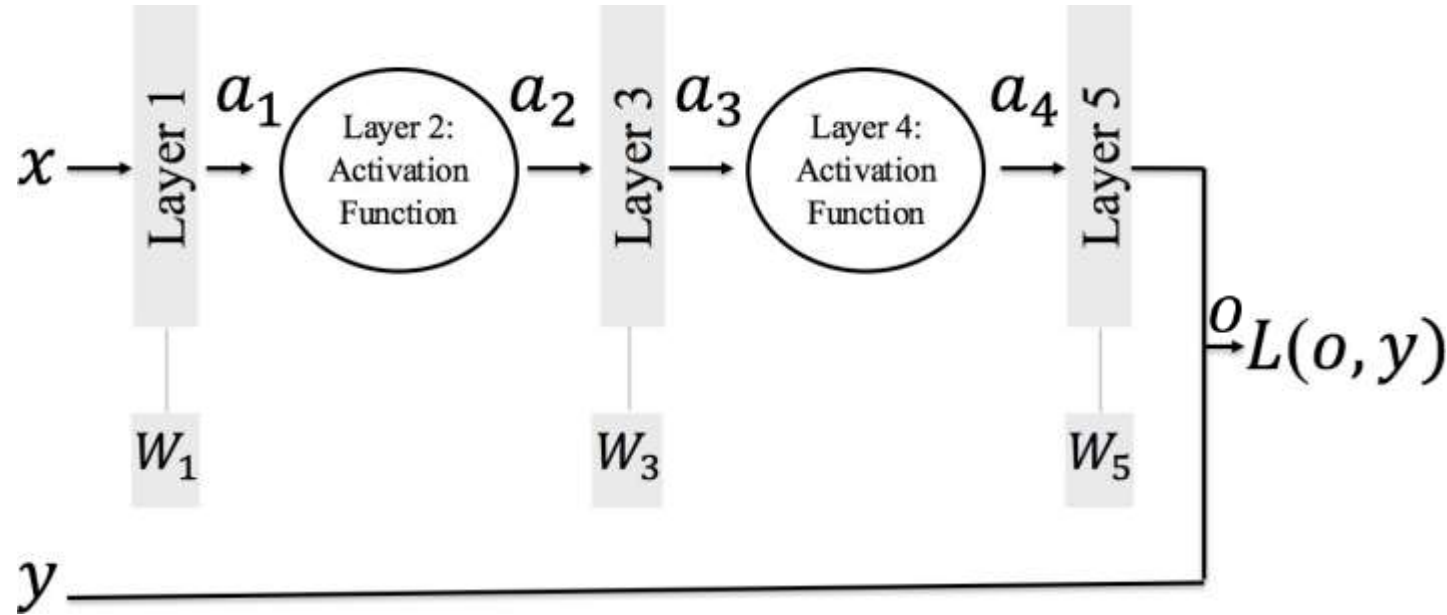 x
Layer 1
a₁
Layer 2:
Activation
Function
a₂
Layer 3
a₃
Layer 4:
Activation
Function
a₄
Layer 5
o
L(o, y)
W₁
W₃
W₅
y